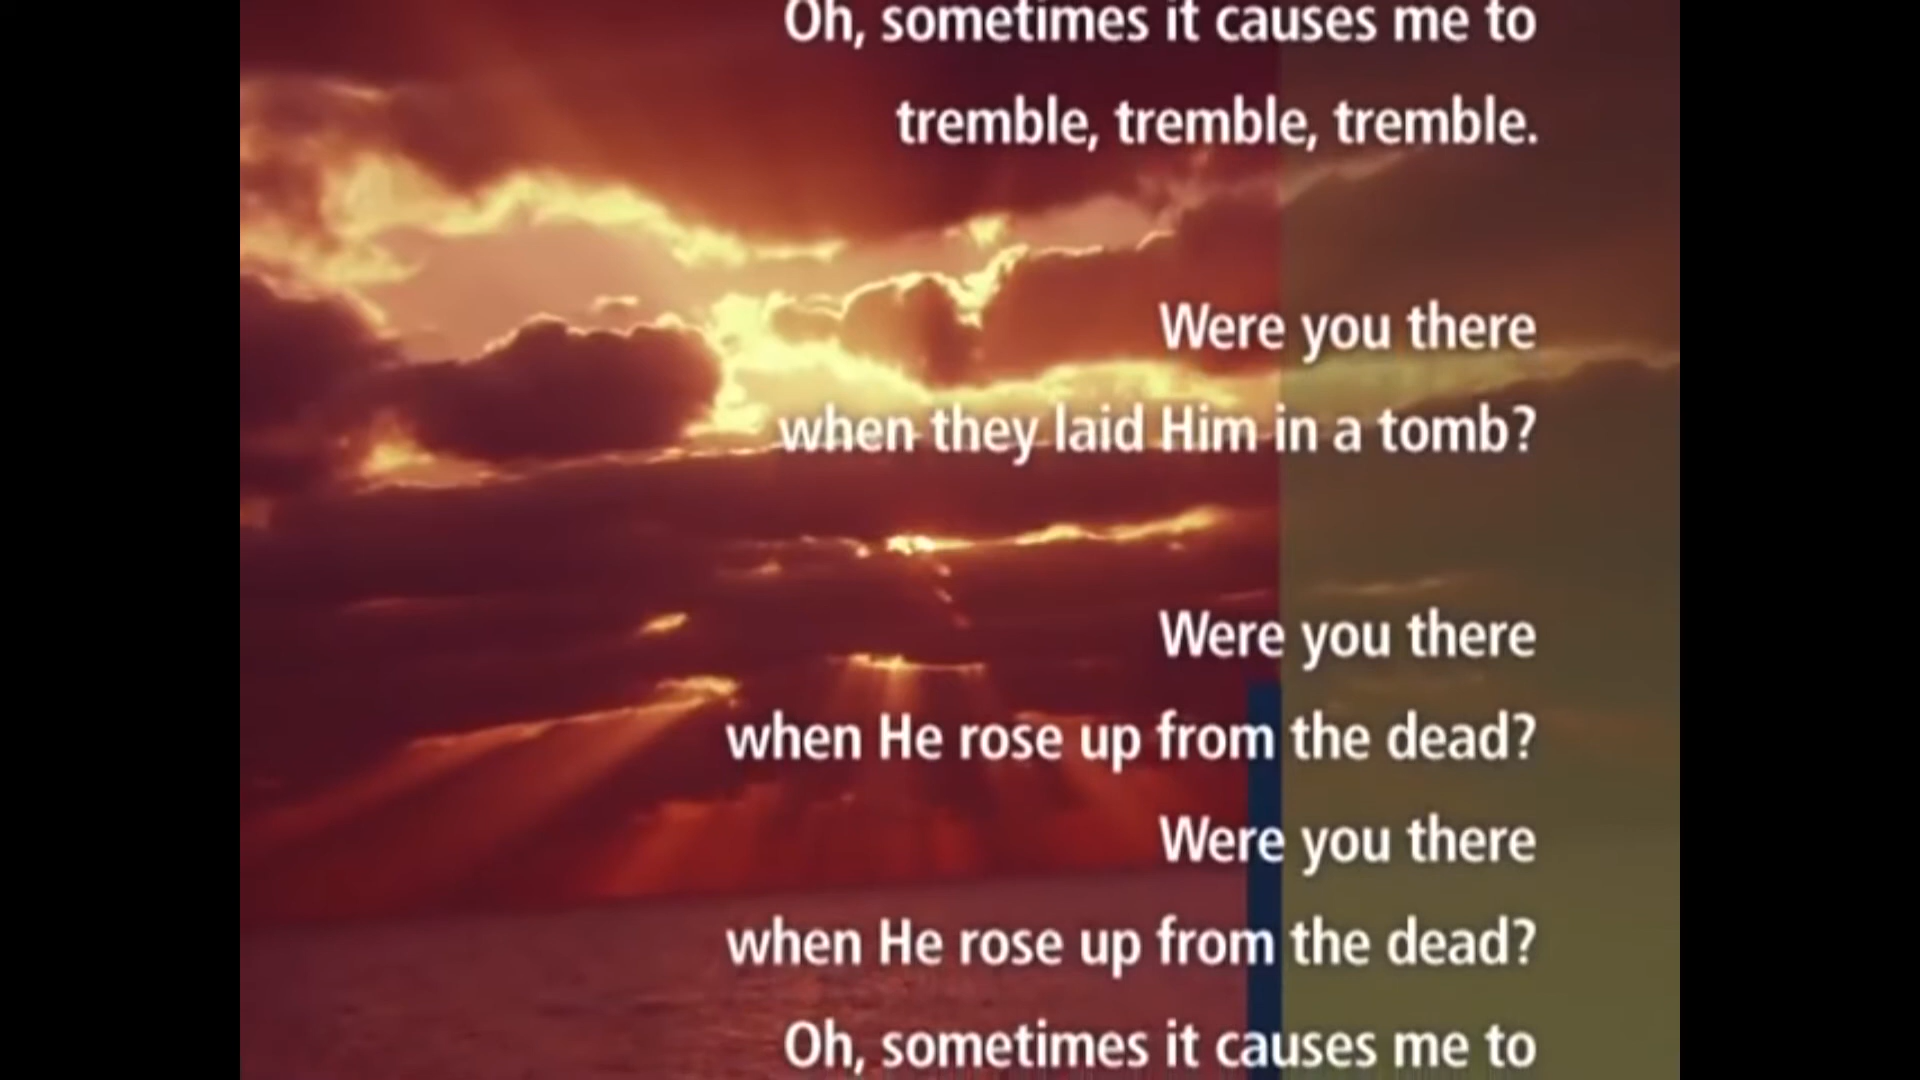 Oh, sometimes it causes me to
tremble, tremble, tremble.
Were you there
when they laid Him in a tomb?
Were you there
when He rose up from the dead?
Were you there
when He rose up from the dead?
Oh, sometimes it causes me to